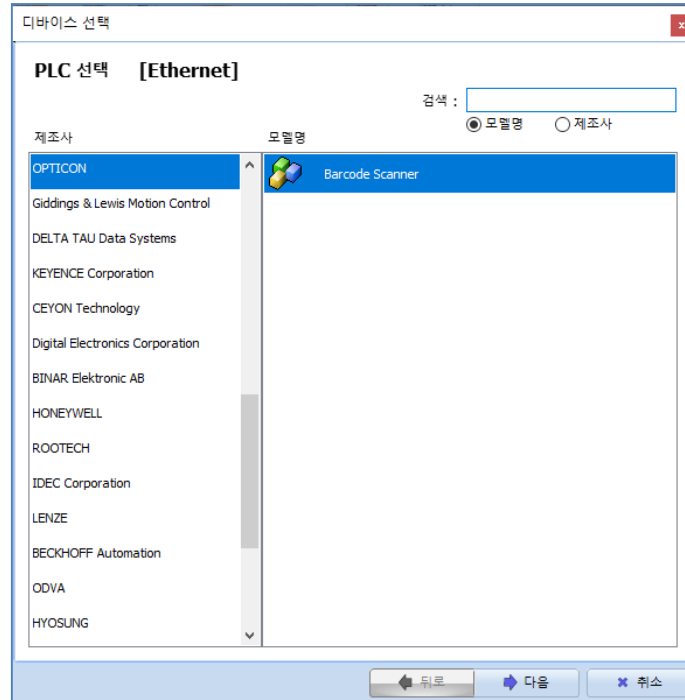 디바이스 선택
x
PLC 선택 [Ethernet]
검색 :
모델명 제조사
제조사 모델명
OPTICON
Barcode Scanner
Giddings & Lewis Motion Control
DELTA TAU Data Systems
KEYENCE Corporation
CEYON Technology
Digital Electronics Corporation
BINAR Elektronic AB
HONEYWELL
ROOTECH
IDEC Corporation
LENZE
BECKHOFF Automation
ODVA
HYOSUNG
뒤로 다음 취소